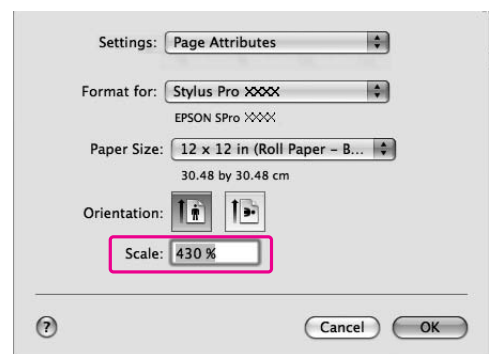 Settings: Page Attributes
Format for: Stylus Pro XXXX
EPSON SPro XXXX
Paper Size: 12 x 12 in (Roll Paper – B...
30.48 by 30.48 cm
Orientation:
Scale: 430 %
? Cancel OK